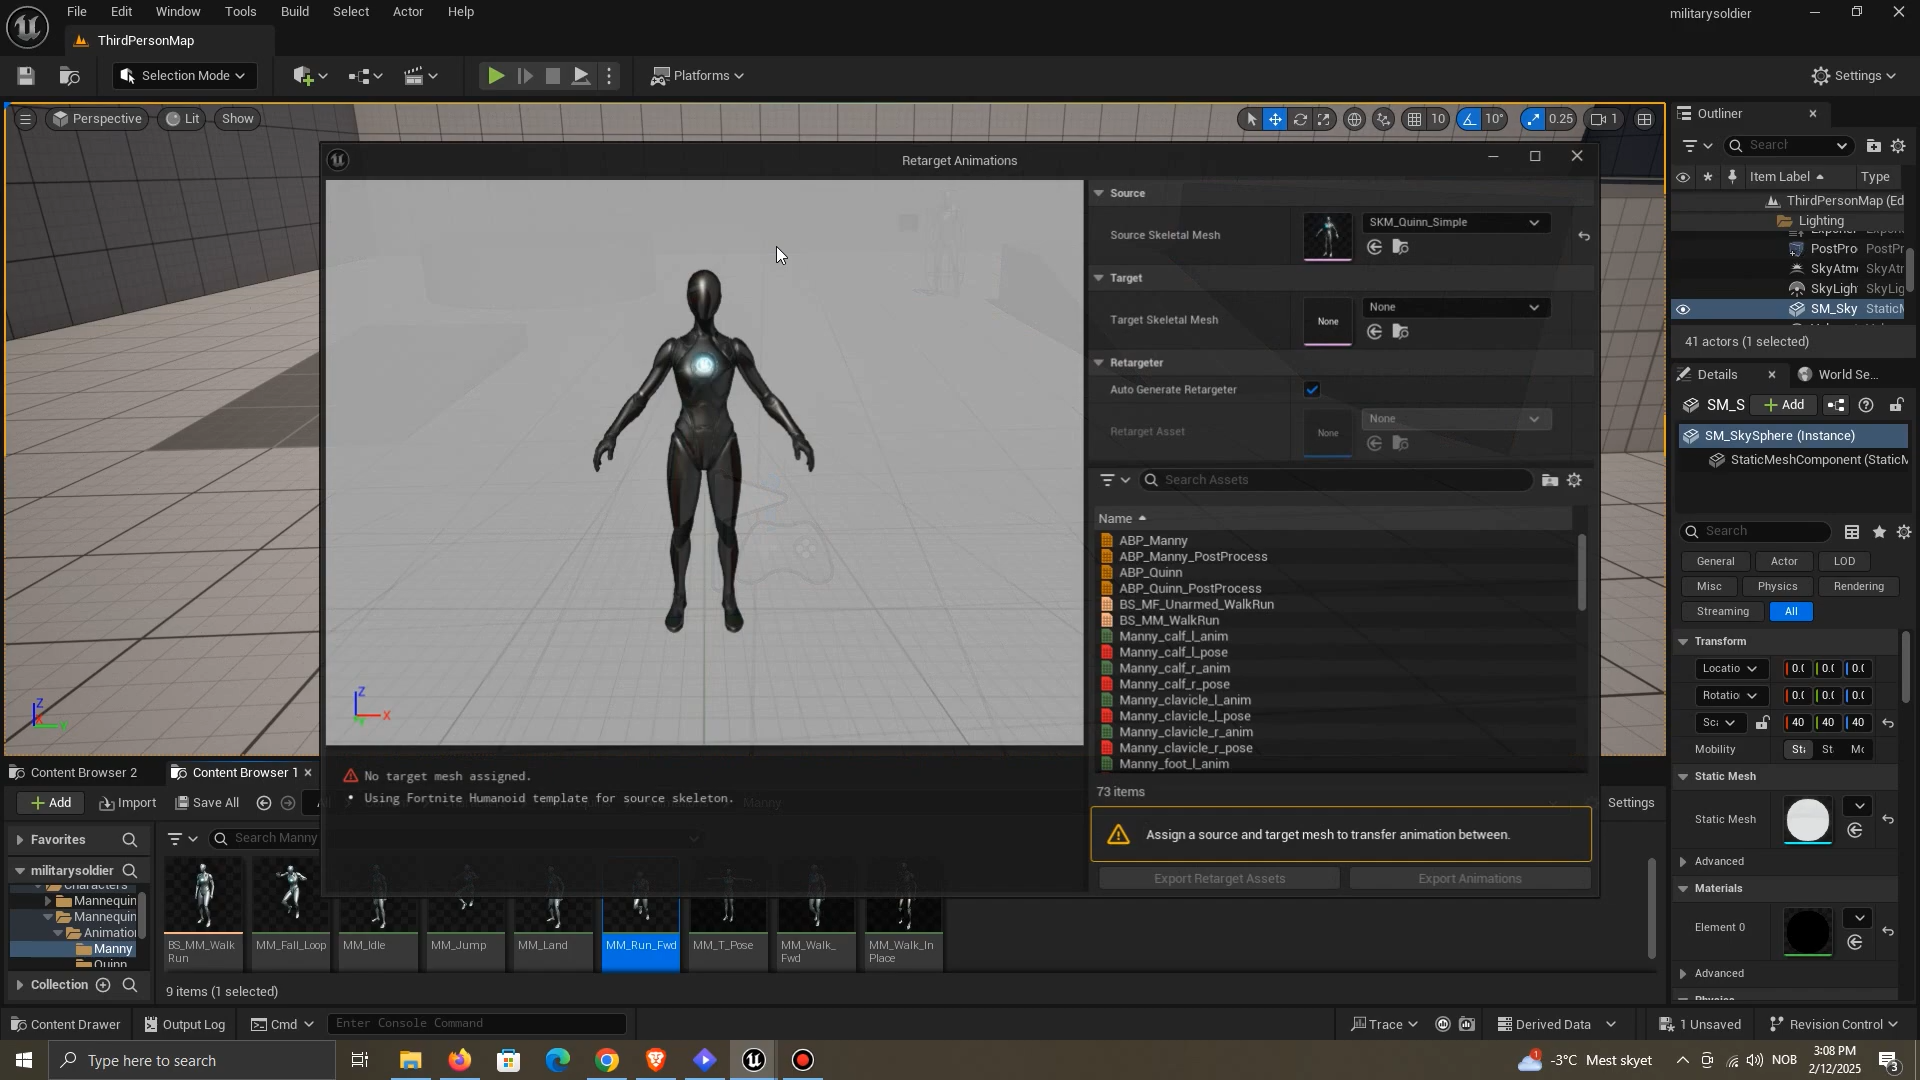 File Edit Window Tools Build Select Actor Help
militarysoldier
ThirdPersonMap
Selection Mode
Platforms
Settings
Perspective
Lit
Show
10
10°
0.25
1
Outliner
Search
Item Label
Type
ThirdPersonMap (Ed
Lighting
PostPro PostPr
SkyAtm SkyAtr
SkyLigh SkyLig
SM_Sky StaticM
41 actors (1 selected)
Retarget Animations
Source
Source Skeletal Mesh
SKM_Quinn_Simple
Target
Target Skeletal Mesh
None
None
Retargeter
Auto Generate Retargeter
Retarget Asset
None
None
Search Assets
Name
ABP_Manny
ABP_Manny_PostProcess
ABP_Quinn
ABP_Quinn_PostProcess
BS_MF_Unarmed_WalkRun
BS_MM_WalkRun
Manny_calf_l_anim
Manny_calf_l_pose
Manny_calf_r_anim
Manny_calf_r_pose
Manny_clavicle_l_anim
Manny_clavicle_l_pose
Manny_clavicle_r_anim
Manny_clavicle_r_pose
Manny_foot_l_anim
73 items
Assign a source and target mesh to transfer animation between.
Export Retarget Assets
Export Animations
Z
X
No target mesh assigned.
• Using Fortnite Humanoid template for source skeleton.
Details
World Se...
SM_S
Add
SM_SkySphere (Instance)
StaticMeshComponent (StaticM
Search
General
Actor
LOD
Misc
Physics
Rendering
Streaming
All
Transform
Locatio
0.( 0.( 0.(
Rotatio
0.( 0.( 0.(
Sca
40 40 40
Mobility
Sta St Mo
Static Mesh
Static Mesh
Advanced
Materials
Element 0
Advanced
Physics
Z
Content Browser 2
Content Browser 1
Add
Import
Save All
Manny
Settings
Favorites
Search Manny
militarysoldier
Characters
Mannequin
Mannequin
Animation
Manny
Quinn
Collection
BS_MM_Walk
Run
MM_Fall_Loop
MM_Idle
MM_Jump
MM_Land
MM_Run_Fwd
MM_T_Pose
MM_Walk_
Fwd
MM_Walk_In
Place
9 items (1 selected)
Content Drawer
Output Log
Cmd
Enter Console Command
Trace
Derived Data
1 Unsaved
Revision Control
Type here to search
1
-3°C Mest skyet
NOB
3:08 PM
2/12/2025
3